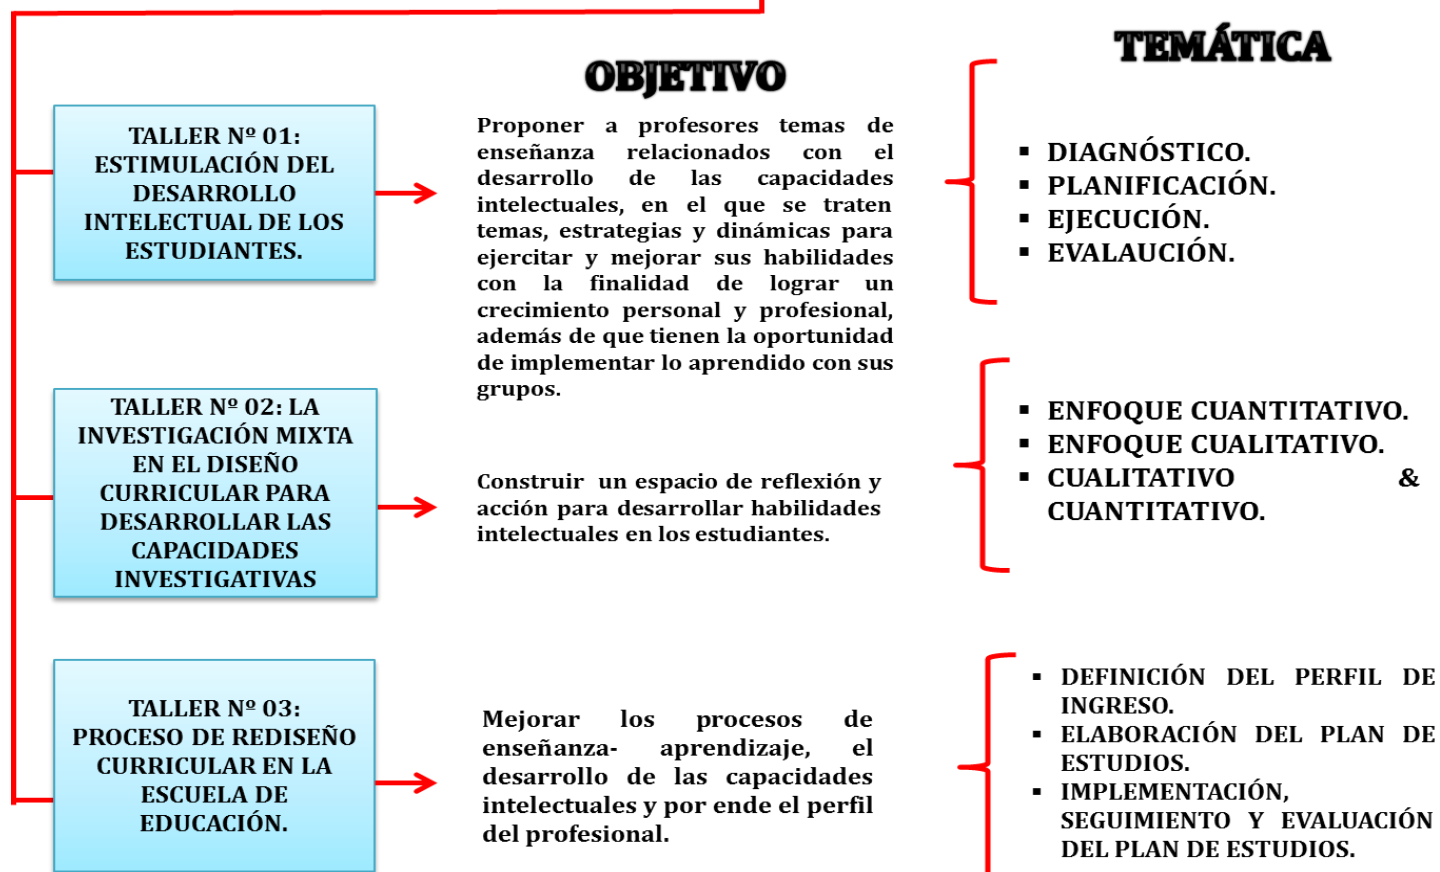 OBJETIVO
TEMÁTICA
TALLER Nº 01:
ESTIMULACIÓN DEL
DESARROLLO
INTELECTUAL DE LOS
ESTUDIANTES.
Proponer a profesores temas de
enseñanza relacionados con el
desarrollo de las capacidades
intelectuales, en el que se traten
temas, estrategias y dinámicas para
ejercitar y mejorar sus habilidades
con la finalidad de lograr un
crecimiento personal y profesional,
además de que tienen la oportunidad
de implementar lo aprendido con sus
grupos.
▪ DIAGNÓSTICO.
▪ PLANIFICACIÓN.
▪ EJECUCIÓN.
▪ EVALAUCIÓN.
TALLER Nº 02: LA
INVESTIGACIÓN MIXTA
EN EL DISEÑO
CURRICULAR PARA
DESARROLLAR LAS
CAPACIDADES
INVESTIGATIVAS
Construir un espacio de reflexión y
acción para desarrollar habilidades
intelectuales en los estudiantes.
▪ ENFOQUE CUANTITATIVO.
▪ ENFOQUE CUALITATIVO.
▪ CUALITATIVO &
CUANTITATIVO.
TALLER Nº 03:
PROCESO DE REDISEÑO
CURRICULAR EN LA
ESCUELA DE
EDUCACIÓN.
Mejorar los procesos de
enseñanza- aprendizaje, el
desarrollo de las capacidades
intelectuales y por ende el perfil
del profesional.
▪ DEFINICIÓN DEL PERFIL DE
INGRESO.
▪ ELABORACIÓN DEL PLAN DE
ESTUDIOS.
▪ IMPLEMENTACIÓN,
SEGUIMIENTO Y EVALUACIÓN
DEL PLAN DE ESTUDIOS.